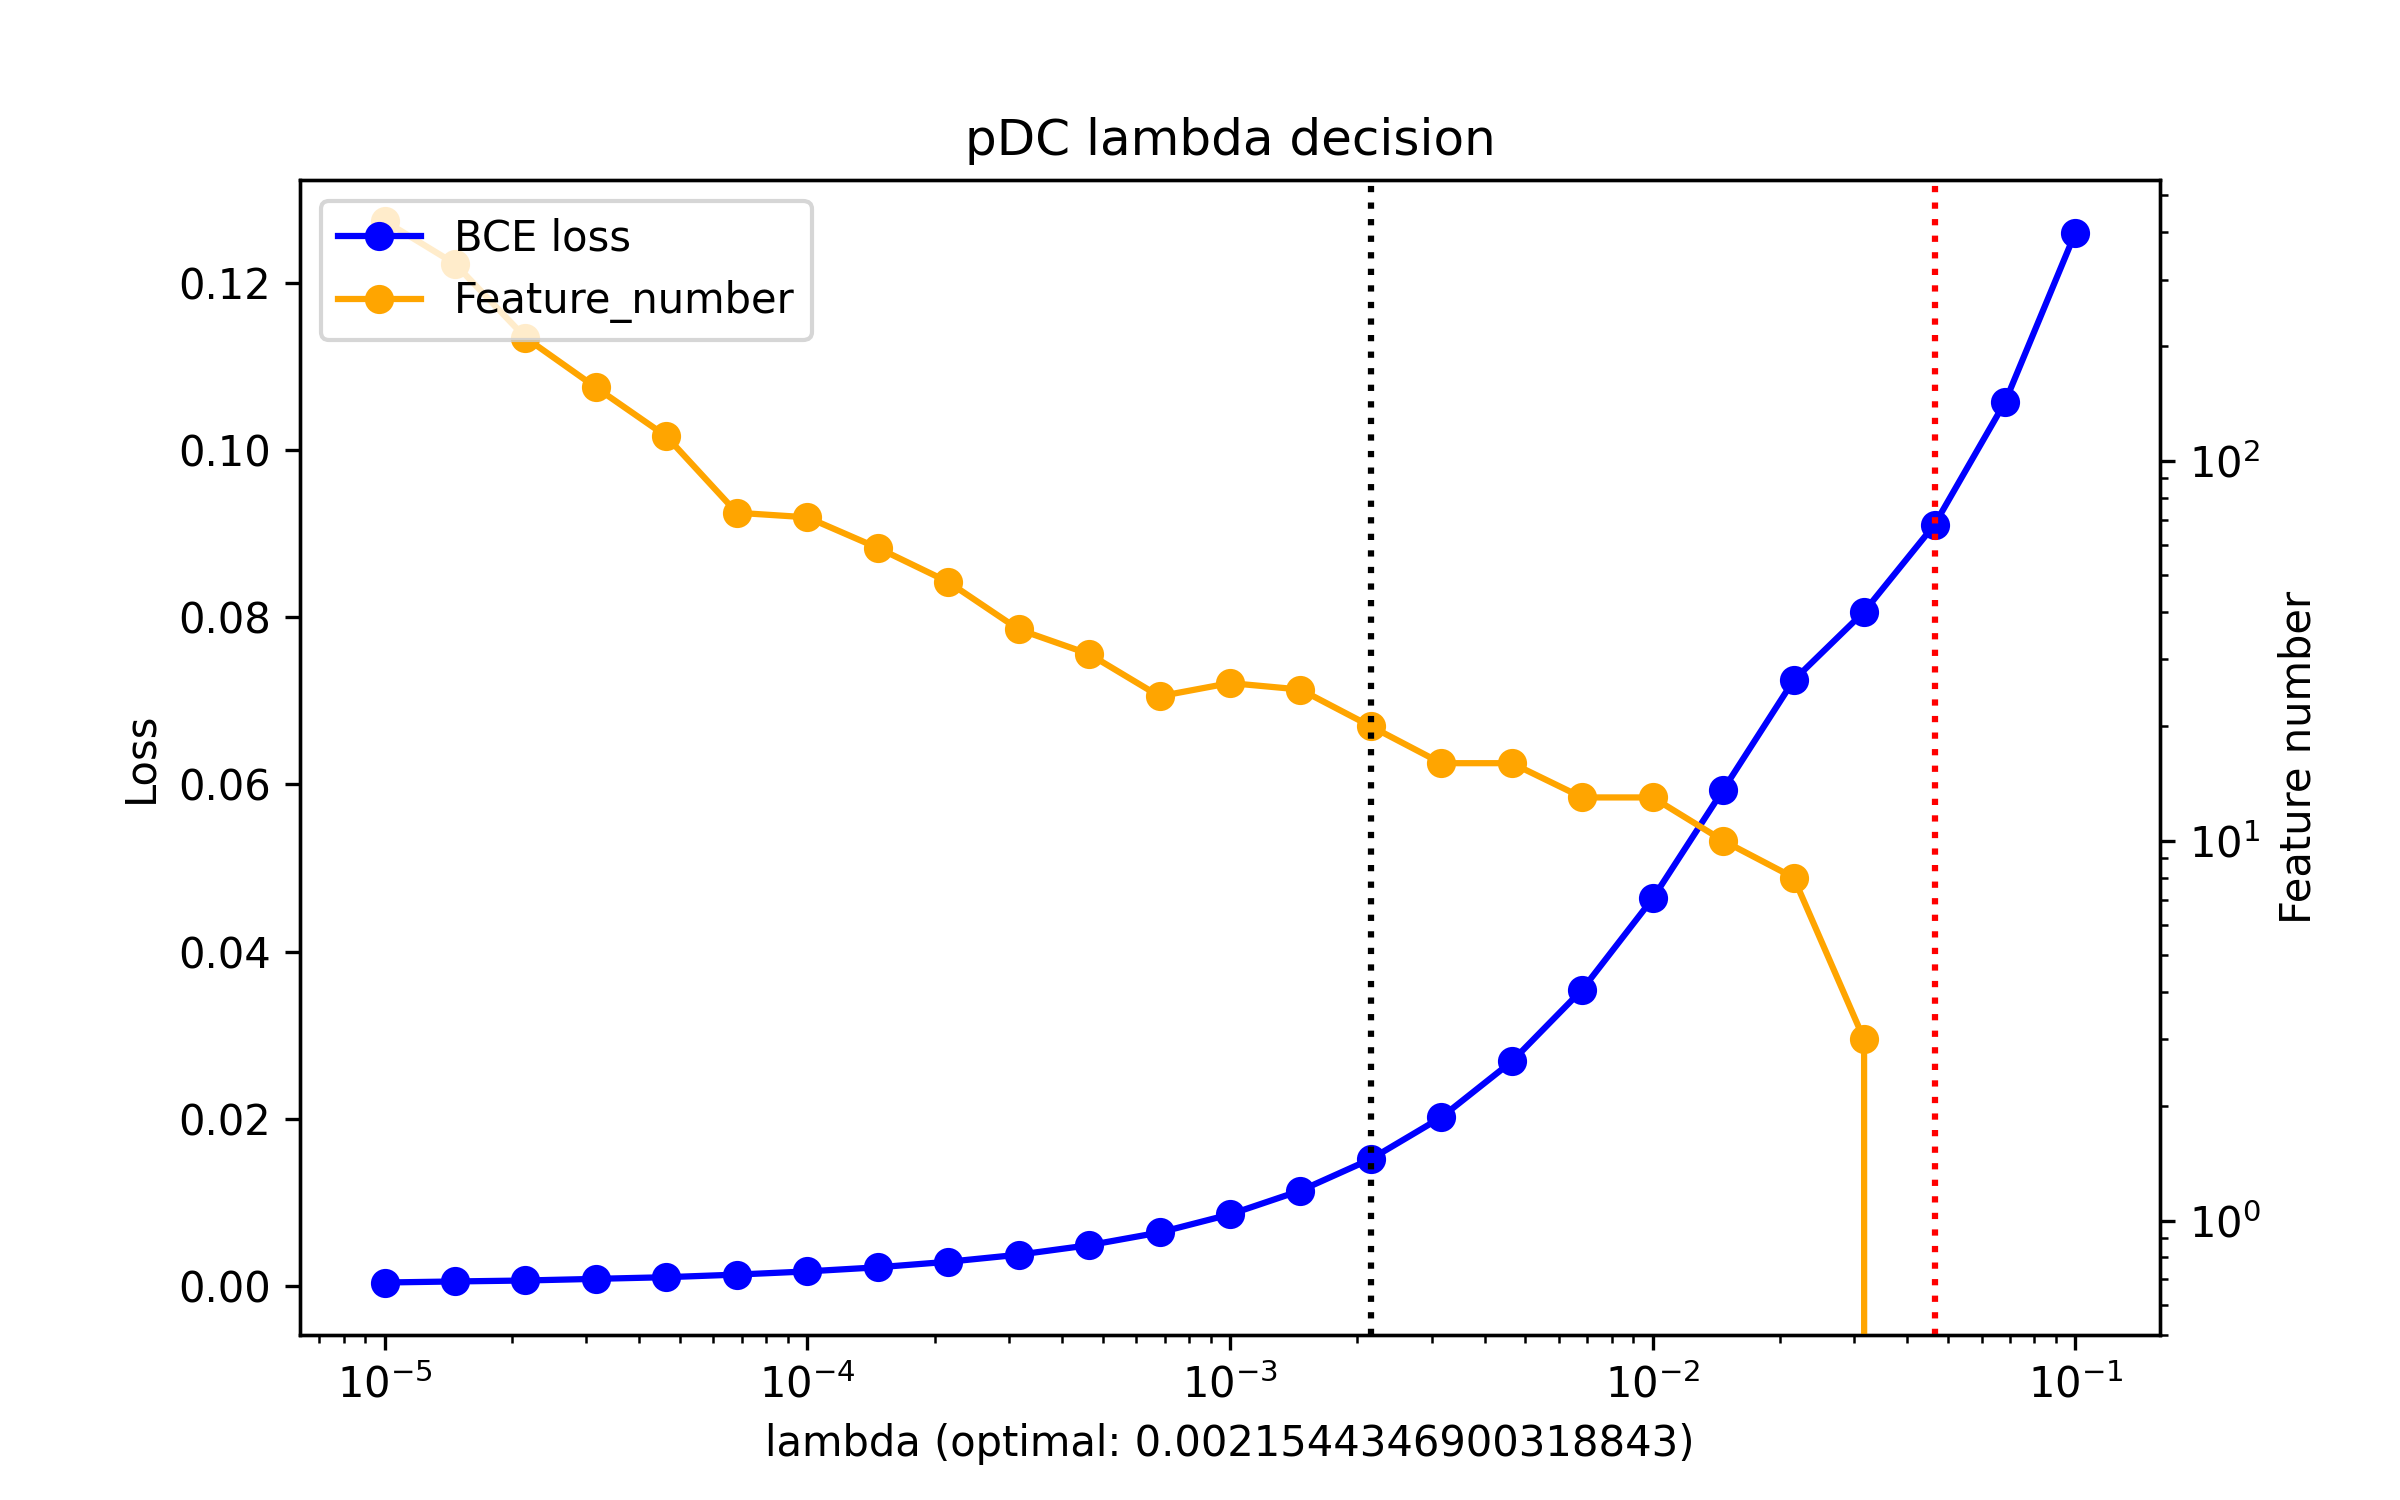 pDC lambda decision
BCE loss
Feature_number
0.12
0.10
0.08
0.06
0.04
0.02
0.00
Loss
10²
10¹
10⁰
Feature number
10⁻⁵ 10⁻⁴ 10⁻³ 10⁻² 10⁻¹
lambda (optimal: 0.0021544346900318843)